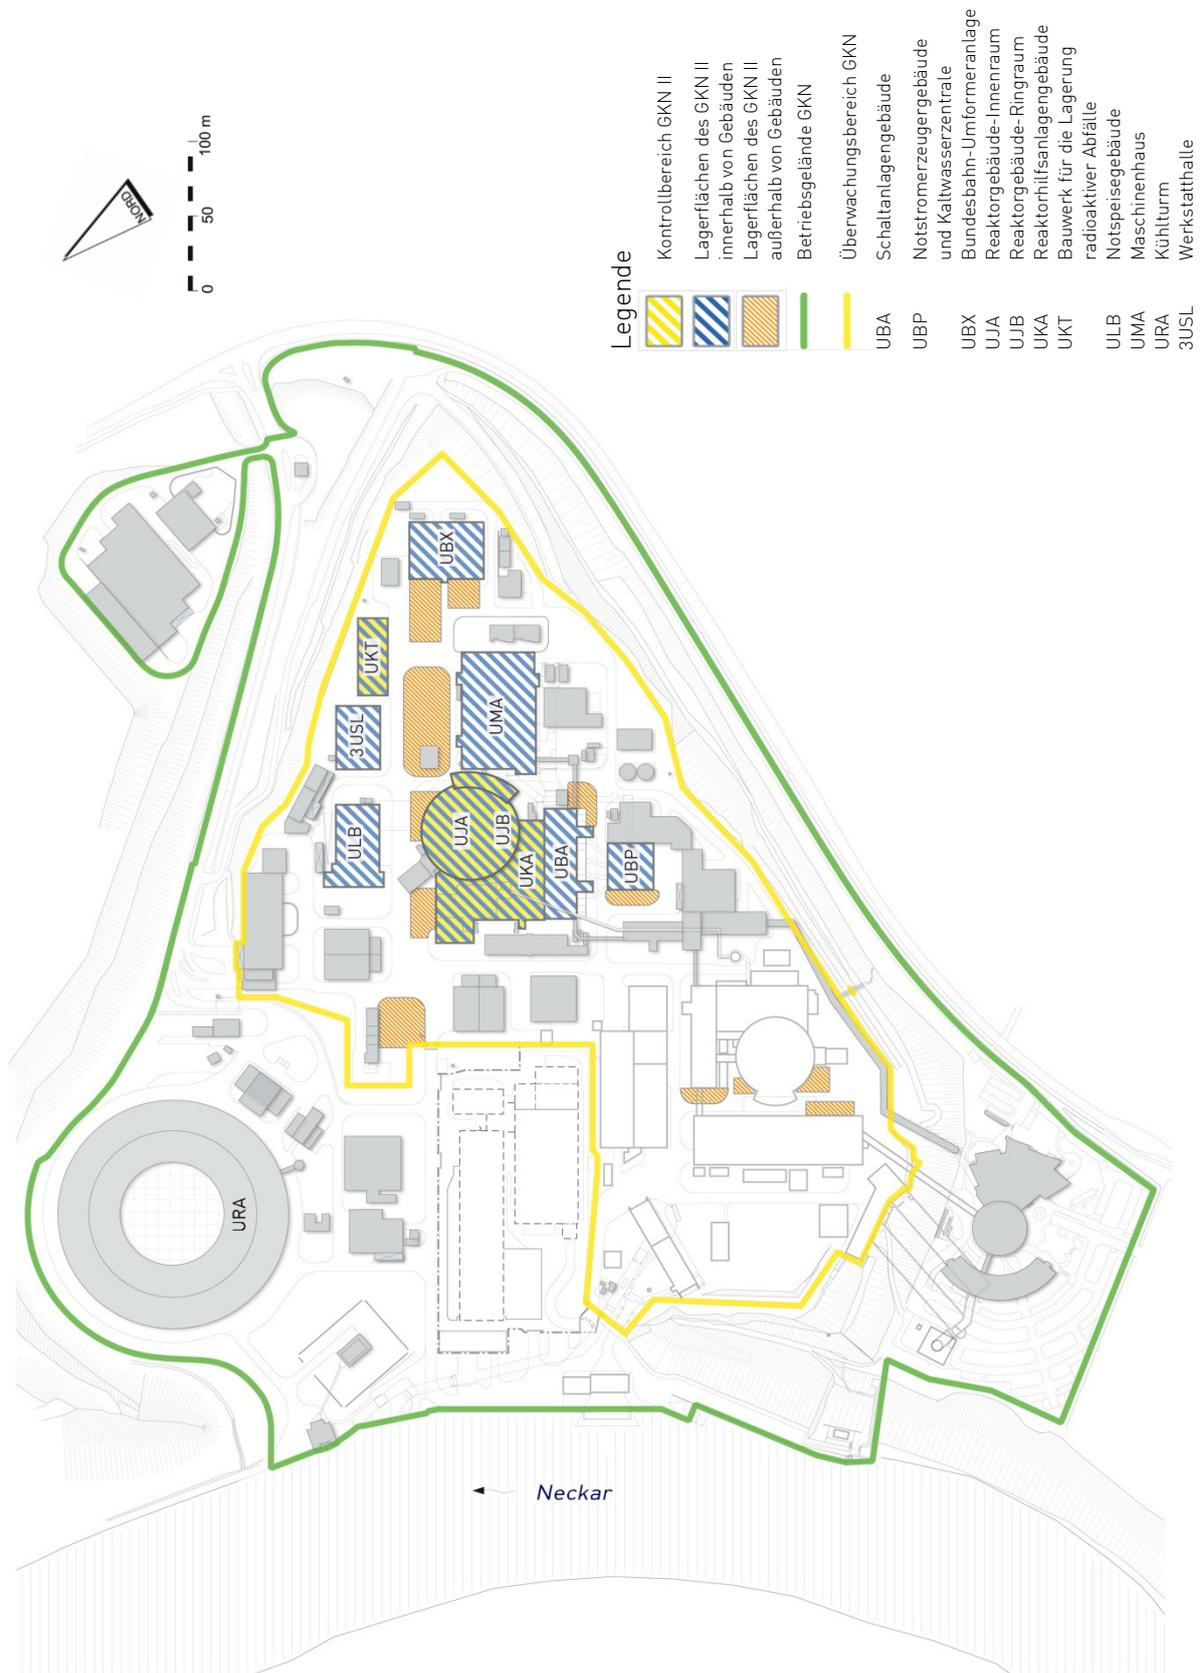 NORD
0 50 100 m
Legende
Kontrollbereich GKN II
Lagerflächen des GKN II
innerhalb von Gebäuden
Lagerflächen des GKN II
außerhalb von Gebäuden
Betriebsgelände GKN
Überwachungsbereich GKN
UBA Schaltanlagengebäude
UBP Notstromerzeugergebäude
und Kaltwasserzentrale
UBX Bundesbahn-Umformeranlage
UJA Reaktorgebäude-Innenraum
UJB Reaktorgebäude-Ringraum
UKA Reaktorhilfsanlagengebäude
UKT Bauwerk für die Lagerung
radioaktiver Abfälle
ULB Notspeisegebäude
UMA Maschinenhaus
URA Kühlturm
3USL Werkstatthalle
UBX
UKT
3USL
UMA
ULB
UJA
UJB
UKA
UBA
UBP
URA
Neckar